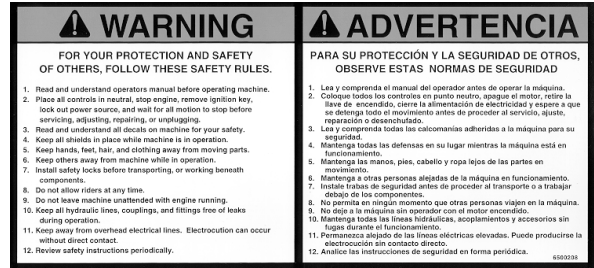 WARNING
FOR YOUR PROTECTION AND SAFETY
OF OTHERS, FOLLOW THESE SAFETY RULES.
1. Read and understand operators manual before operating machine.
2. Place all controls in neutral, stop engine, remove ignition key,
lock out power source, and wait for all motion to stop before
servicing, adjusting, repairing, or unplugging.
3. Read and understand all decals on machine for your safety.
4. Keep all shields in place while machine is in operation.
5. Keep hands, feet, hair, and clothing away from moving parts.
6. Keep others away from machine while in operation.
7. Install safety locks before transporting, or working beneath
components.
8. Do not allow riders at any time.
9. Do not leave machine unattended with engine running.
10. Keep all hydraulic lines, couplings, and fittings free of leaks
during operation.
11. Keep away from overhead electrical lines. Electrocution can occur
without direct contact.
12. Review safety instructions periodically.
ADVERTENCIA
PARA SU PROTECCIÓN Y LA SEGURIDAD DE OTROS,
OBSERVE ESTAS NORMAS DE SEGURIDAD
1. Lea y comprenda el manual del operador antes de operar la máquina.
2. Coloque todos los controles en punto neutro, apague el motor, retire la
llave de encendido, cierre la alimentación de electricidad y espere a que
se detenga todo el movimiento antes de proceder al servicio, ajuste,
reparación o desenchufado.
3. Lea y comprenda todas las calcomanías adheridas a la máquina para su
seguridad.
4. Mantenga todas las defensas en su lugar mientras la máquina está en
funcionamiento.
5. Mantenga las manos, pies, cabello y ropa lejos de las partes en
movimiento.
6. Mantenga a otras personas alejadas de la máquina en funcionamiento.
7. Instale trabas de seguridad antes de proceder al transporte o a trabajar
debajo de los componentes.
8. No permita en ningún momento que otras personas viajen en la máquina.
9. No deje a la máquina sin operador con el motor encendido.
10. Mantenga todas las líneas hidráulicas, acoplamientos y accesorios sin
fugas durante el funcionamiento.
11. Permanezca alejado de las líneas eléctricas elevadas. Puede producirse la
electrocución sin contacto directo.
12. Analice las instrucciones de seguridad en forma periódica.
6500208